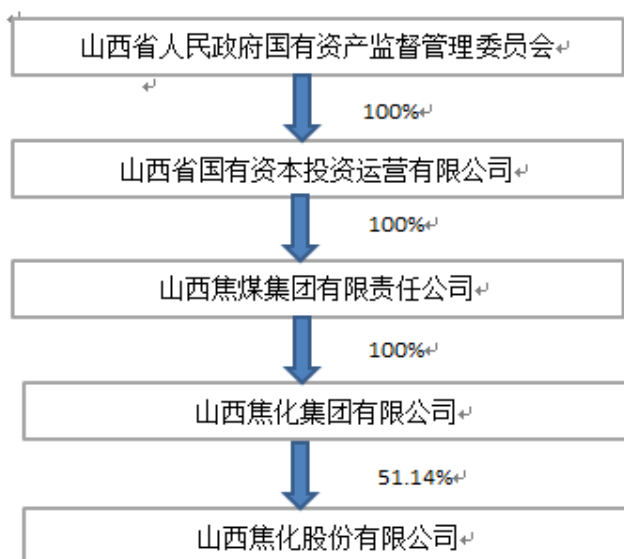 山西省人民政府国有资产监督管理委员会
100%
山西省国有资本投资运营有限公司
100%
山西焦煤集团有限责任公司
100%
山西焦化集团有限公司
51.14%
山西焦化股份有限公司